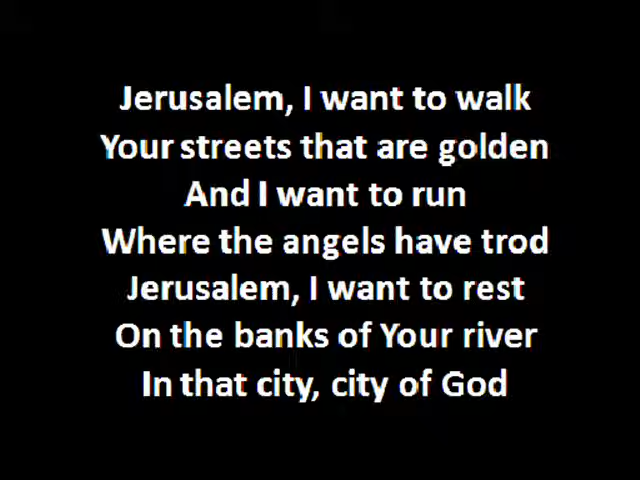 Jerusalem, I want to walk
Your streets that are golden
And I want to run
Where the angels have trod
Jerusalem, I want to rest
On the banks of Your river
In that city, city of God